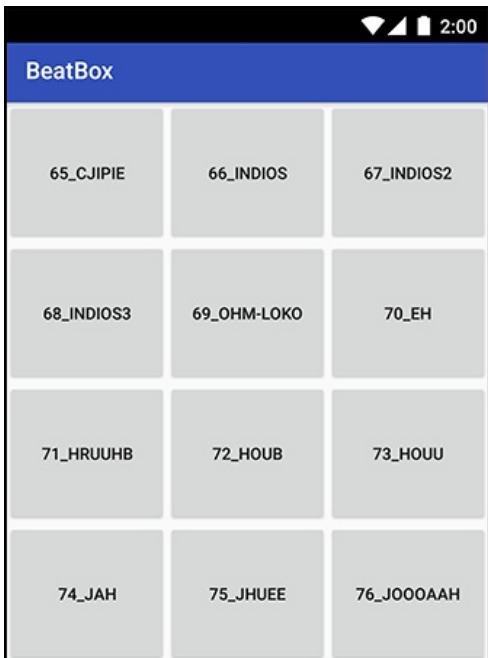 2:00
BeatBox
65_CJIPIE 66_INDIOS 67_INDIOS2
68_INDIOS3 69_OHM-LOKO 70_EH
71_HRUUHB 72_HOUB 73_HOUU
74_JAH 75_JHUEE 76_JOOOAAH